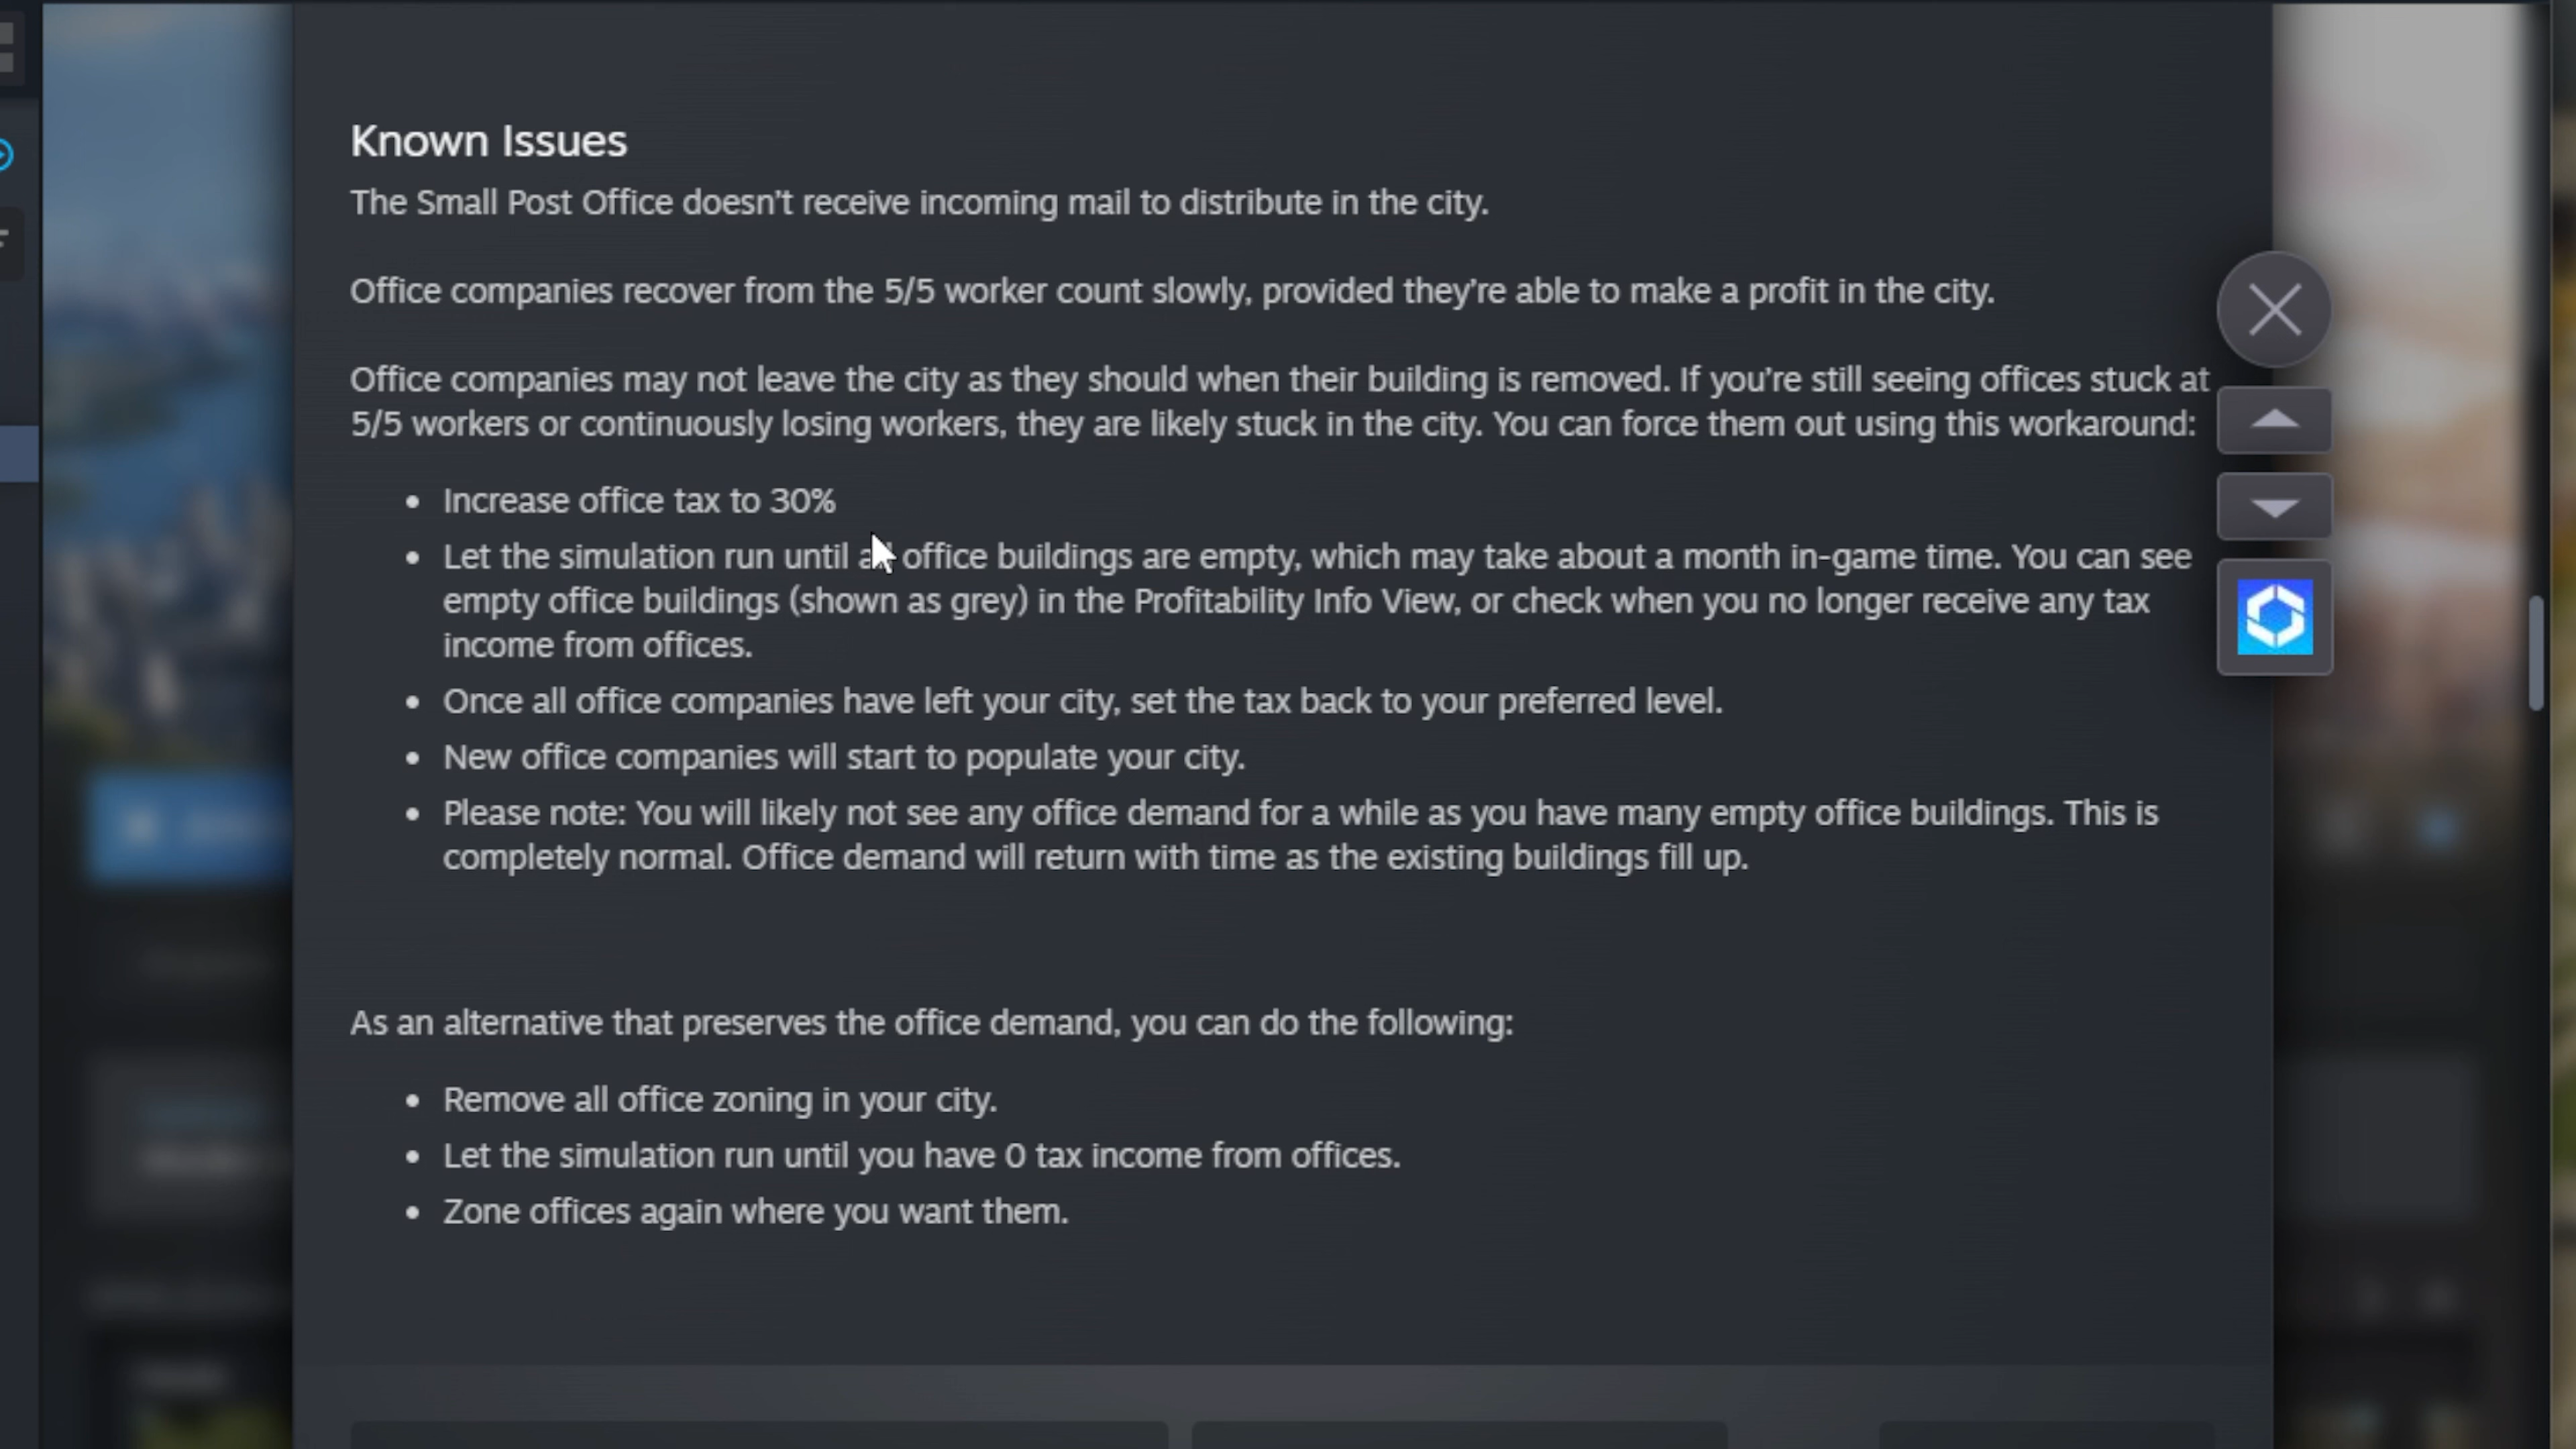 Known Issues
The Small Post Office doesn't receive incoming mail to distribute in the city.
Office companies recover from the 5/5 worker count slowly, provided they're able to make a profit in the city.
Office companies may not leave the city as they should when their building is removed. If you're still seeing offices stuck at
5/5 workers or continuously losing workers, they are likely stuck in the city. You can force them out using this workaround:
• Increase office tax to 30%
• Let the simulation run until all office buildings are empty, which may take about a month in-game time. You can see
empty office buildings (shown as grey) in the Profitability Info View, or check when you no longer receive any tax
income from offices.
• Once all office companies have left your city, set the tax back to your preferred level.
• New office companies will start to populate your city.
• Please note: You will likely not see any office demand for a while as you have many empty office buildings. This is
completely normal. Office demand will return with time as the existing buildings fill up.
As an alternative that preserves the office demand, you can do the following:
• Remove all office zoning in your city.
• Let the simulation run until you have 0 tax income from offices.
• Zone offices again where you want them.